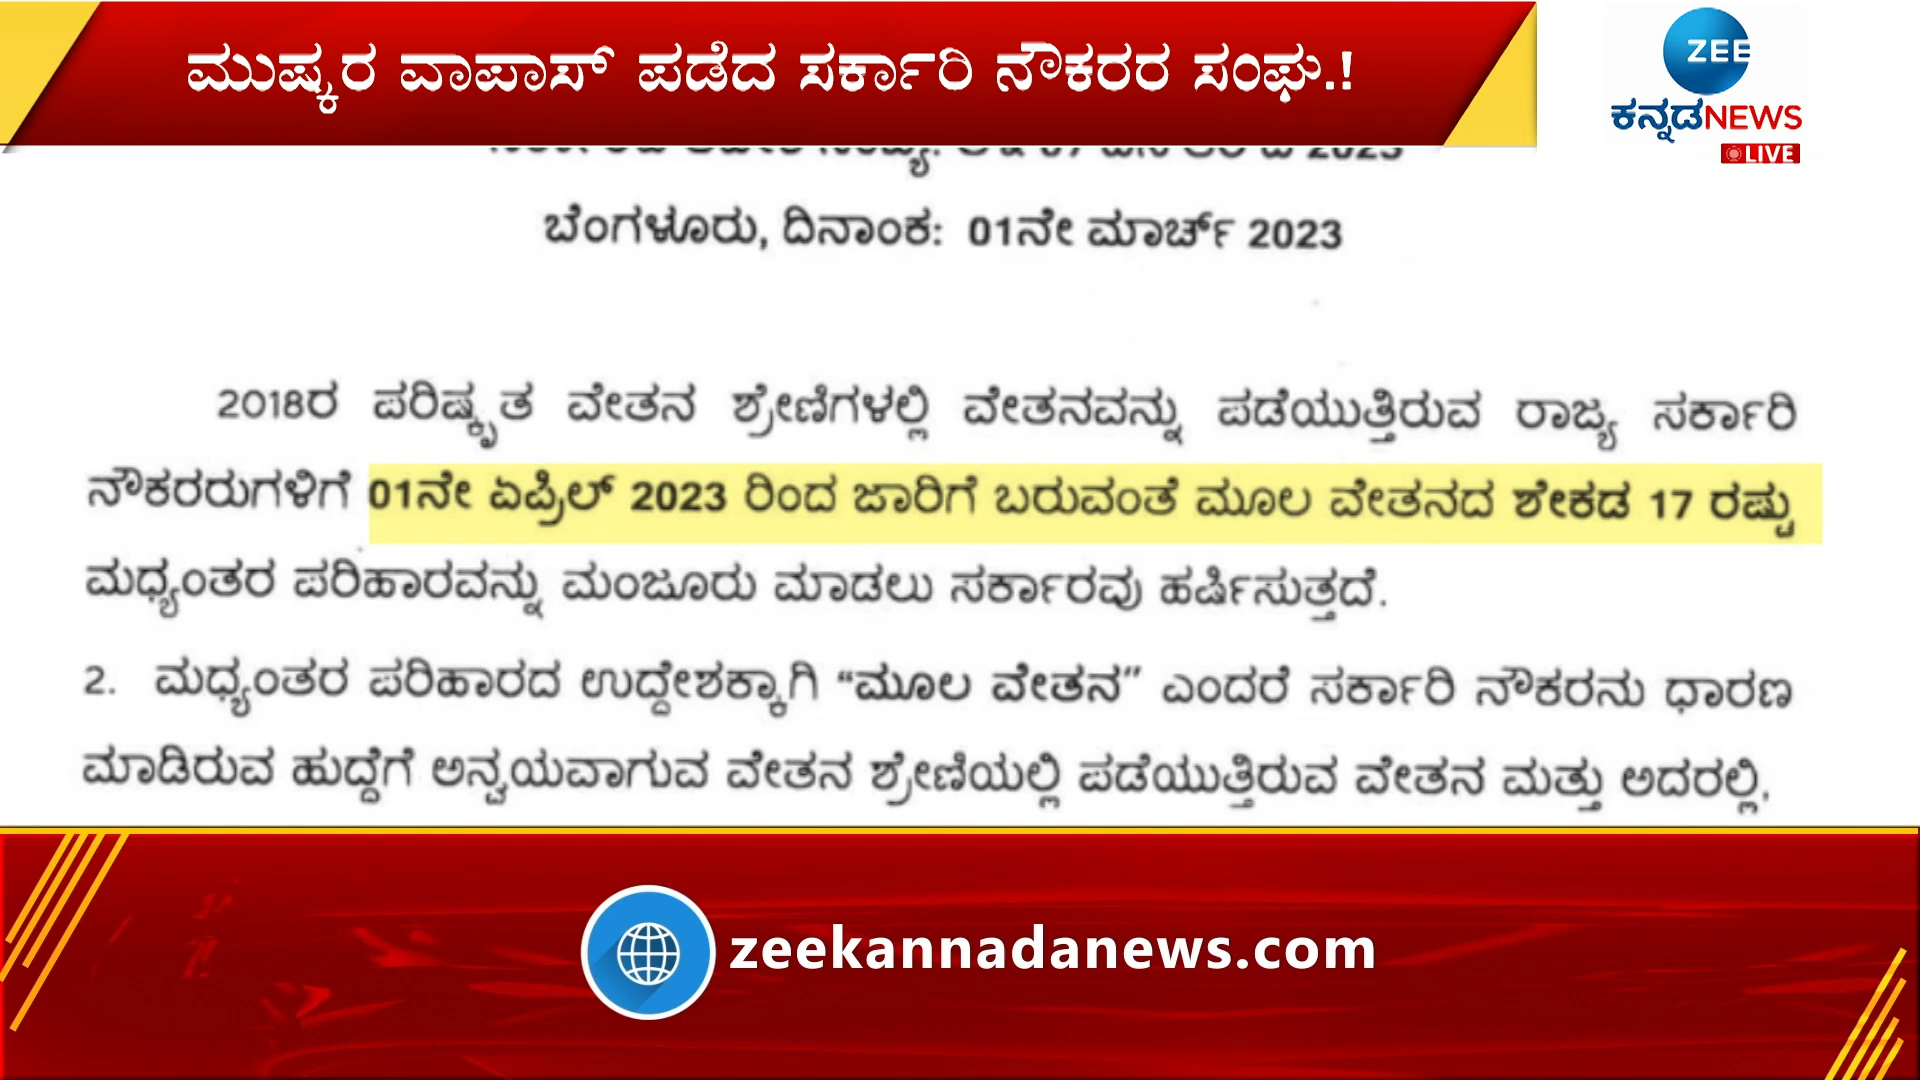 ಮುಷ್ಕರ ವಾಪಾಸ್ ಪಡೆದ ಸರ್ಕಾರಿ ನೌಕರರ ಸಂಘ.!
ZEE
ಕನ್ನಡNEWS
LIVE
2023
ಬೆಂಗಳೂರು, ದಿನಾಂಕ: 01ನೇ ಮಾರ್ಚ್ 2023
2018ರ ಪರಿಷ್ಕೃತ ವೇತನ ಶ್ರೇಣಿಗಳಲ್ಲಿ ವೇತನವನ್ನು ಪಡೆಯುತ್ತಿರುವ ರಾಜ್ಯ ಸರ್ಕಾರಿ
ನೌಕರರುಗಳಿಗೆ 01ನೇ ಏಪ್ರಿಲ್ 2023 ರಿಂದ ಜಾರಿಗೆ ಬರುವಂತೆ ಮೂಲ ವೇತನದ ಶೇಕಡ 17 ರಷ್ಟು
ಮಧ್ಯಂತರ ಪರಿಹಾರವನ್ನು ಮಂಜೂರು ಮಾಡಲು ಸರ್ಕಾರವು ಹರ್ಷಿಸುತ್ತದೆ.
2. ಮಧ್ಯಂತರ ಪರಿಹಾರದ ಉದ್ದೇಶಕ್ಕಾಗಿ “ಮೂಲ ವೇತನ” ಎಂದರೆ ಸರ್ಕಾರಿ ನೌಕರನು ಧಾರಣ
ಮಾಡಿರುವ ಹುದ್ದೆಗೆ ಅನ್ವಯವಾಗುವ ವೇತನ ಶ್ರೇಣಿಯಲ್ಲಿ ಪಡೆಯುತ್ತಿರುವ ವೇತನ ಮತ್ತು ಅದರಲ್ಲಿ,
zeekannadanews.com